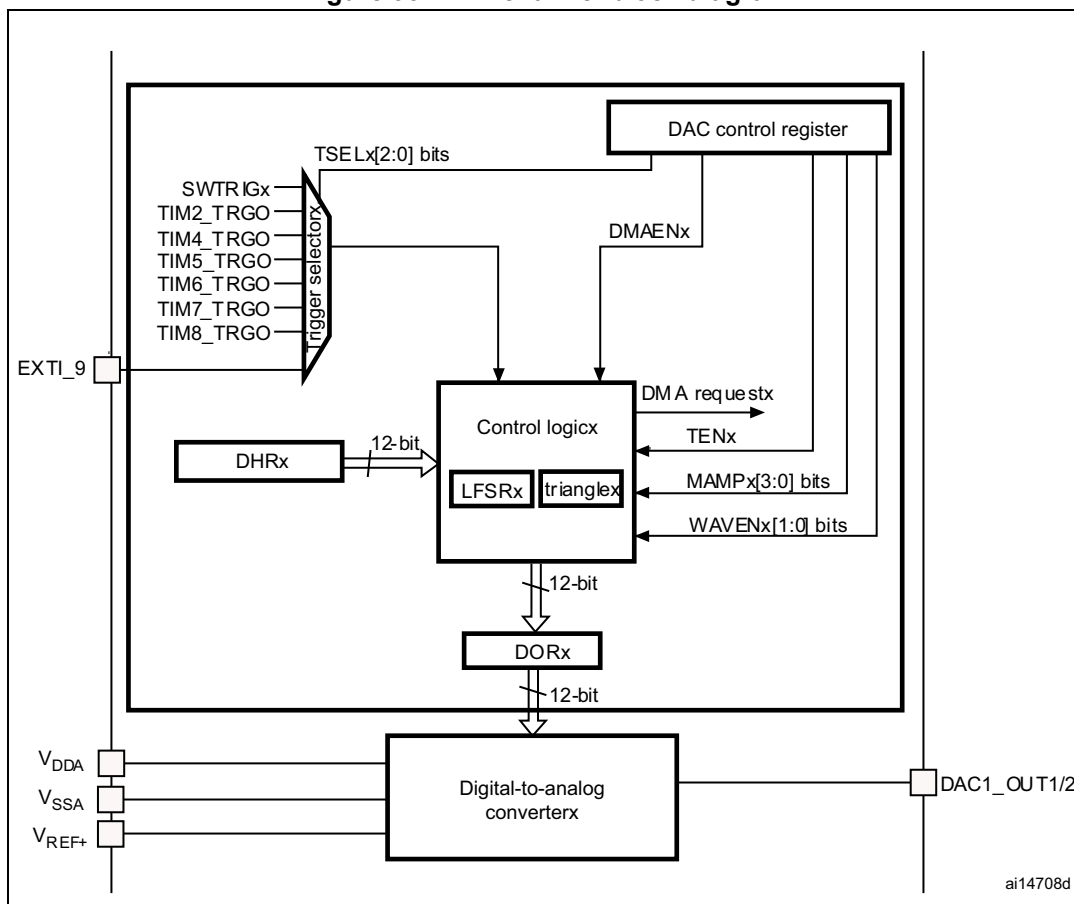 DAC control register
TSELx[2:0] bits
SWTRIGx
TIM2_TRGO
TIM4_TRGO
TIM5_TRGO
TIM6_TRGO
TIM7_TRGO
TIM8_TRGO
Trigger selectorx
DMAENx
EXTI_9
DMA requestx
Control logicx
TENx
12-bit
DHRx
LFSRx
trianglex
MAMPx[3:0] bits
WAVENx[1:0] bits
12-bit
DORx
12-bit
VDDA
VSSA
VREF+
Digital-to-analog
converterx
DAC1_OUT1/2
ai14708d